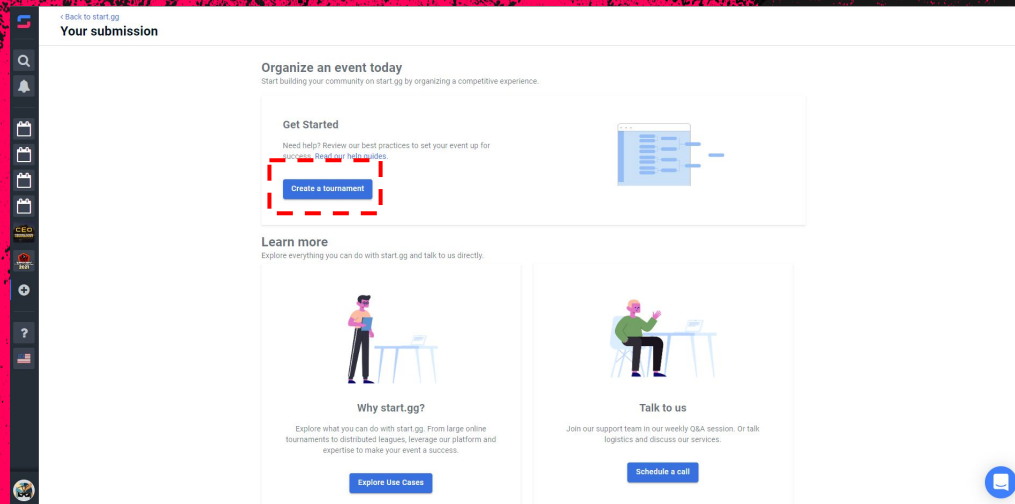 < Back to start.gg
Your submission
Organize an event today
Start building your community on start.gg by organizing a competitive experience.
Get Started
Need help? Review our best practices to set your event up for
success. Read our help guides.
Create a tournament
Learn more
Explore everything you can do with start.gg and talk to us directly.
Why start.gg?
Explore what you can do with start.gg. From large online
tournaments to distributed leagues, leverage our platform and
expertise to make your event a success.
Explore Use Cases
Talk to us
Join our support team in our weekly Q&A session. Or talk
logistics and discuss our services.
Schedule a call
CEO
2021
?